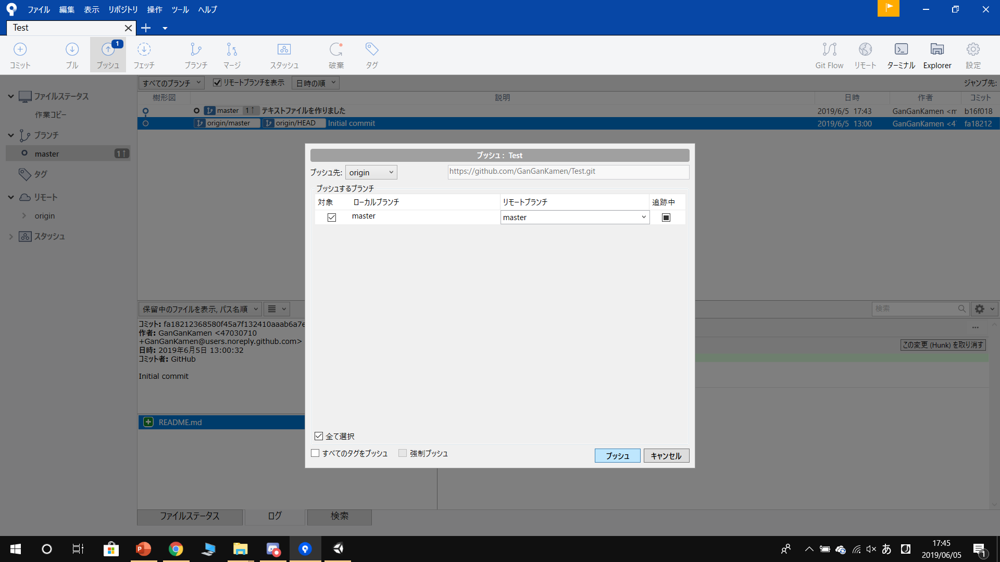 ファイル 編集 表示 リポジトリ 操作 ツール ヘルプ
Test
1
コミット プル プッシュ フェッチ ブランチ マージ スタッシュ 破棄 タグ Git Flow リモート ターミナル Explorer 設定
すべてのブランチ リモートブランチを表示 日時の順 ジャンプ先:
樹形図 説明 日時 作者 コミット
master 1↑ テキストファイルを作りました 2019/6/5 17:43 GanGanKamen <m b16f018
origin/master origin/HEAD Initial commit 2019/6/5 13:00 GanGanKamen <4 fa18212
ファイルステータス
作業コピー
ブランチ
master 1↑
タグ
リモート
origin
スタッシュ
プッシュ : Test
プッシュ先: origin https://github.com/GanGanKamen/Test.git
プッシュするブランチ
対象 ローカルブランチ リモートブランチ 追跡中
master master
全て選択
すべてのタグをプッシュ 強制プッシュ プッシュ キャンセル
保留中のファイルを表示, パス名順 検索
コミット: fa18212368580f45a7f132410aaab6a7e
作者: GanGanKamen <47030710
+GanGanKamen@users.noreply.github.com>
日時: 2019年6月5日 13:00:32
コミット者: GitHub
Initial commit
この変更 (Hunk) を取り消す
README.md
ファイルステータス ログ 検索
あ J 17:45
2019/06/05
1